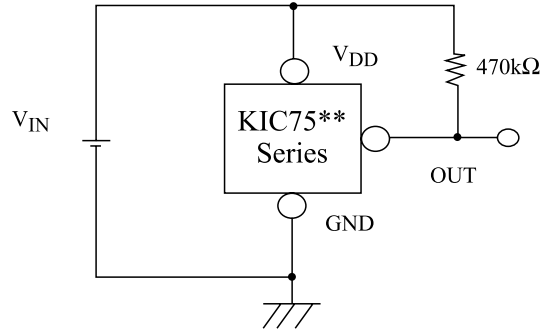 V_DD
470kΩ
V_IN
KIC75**
Series
OUT
GND